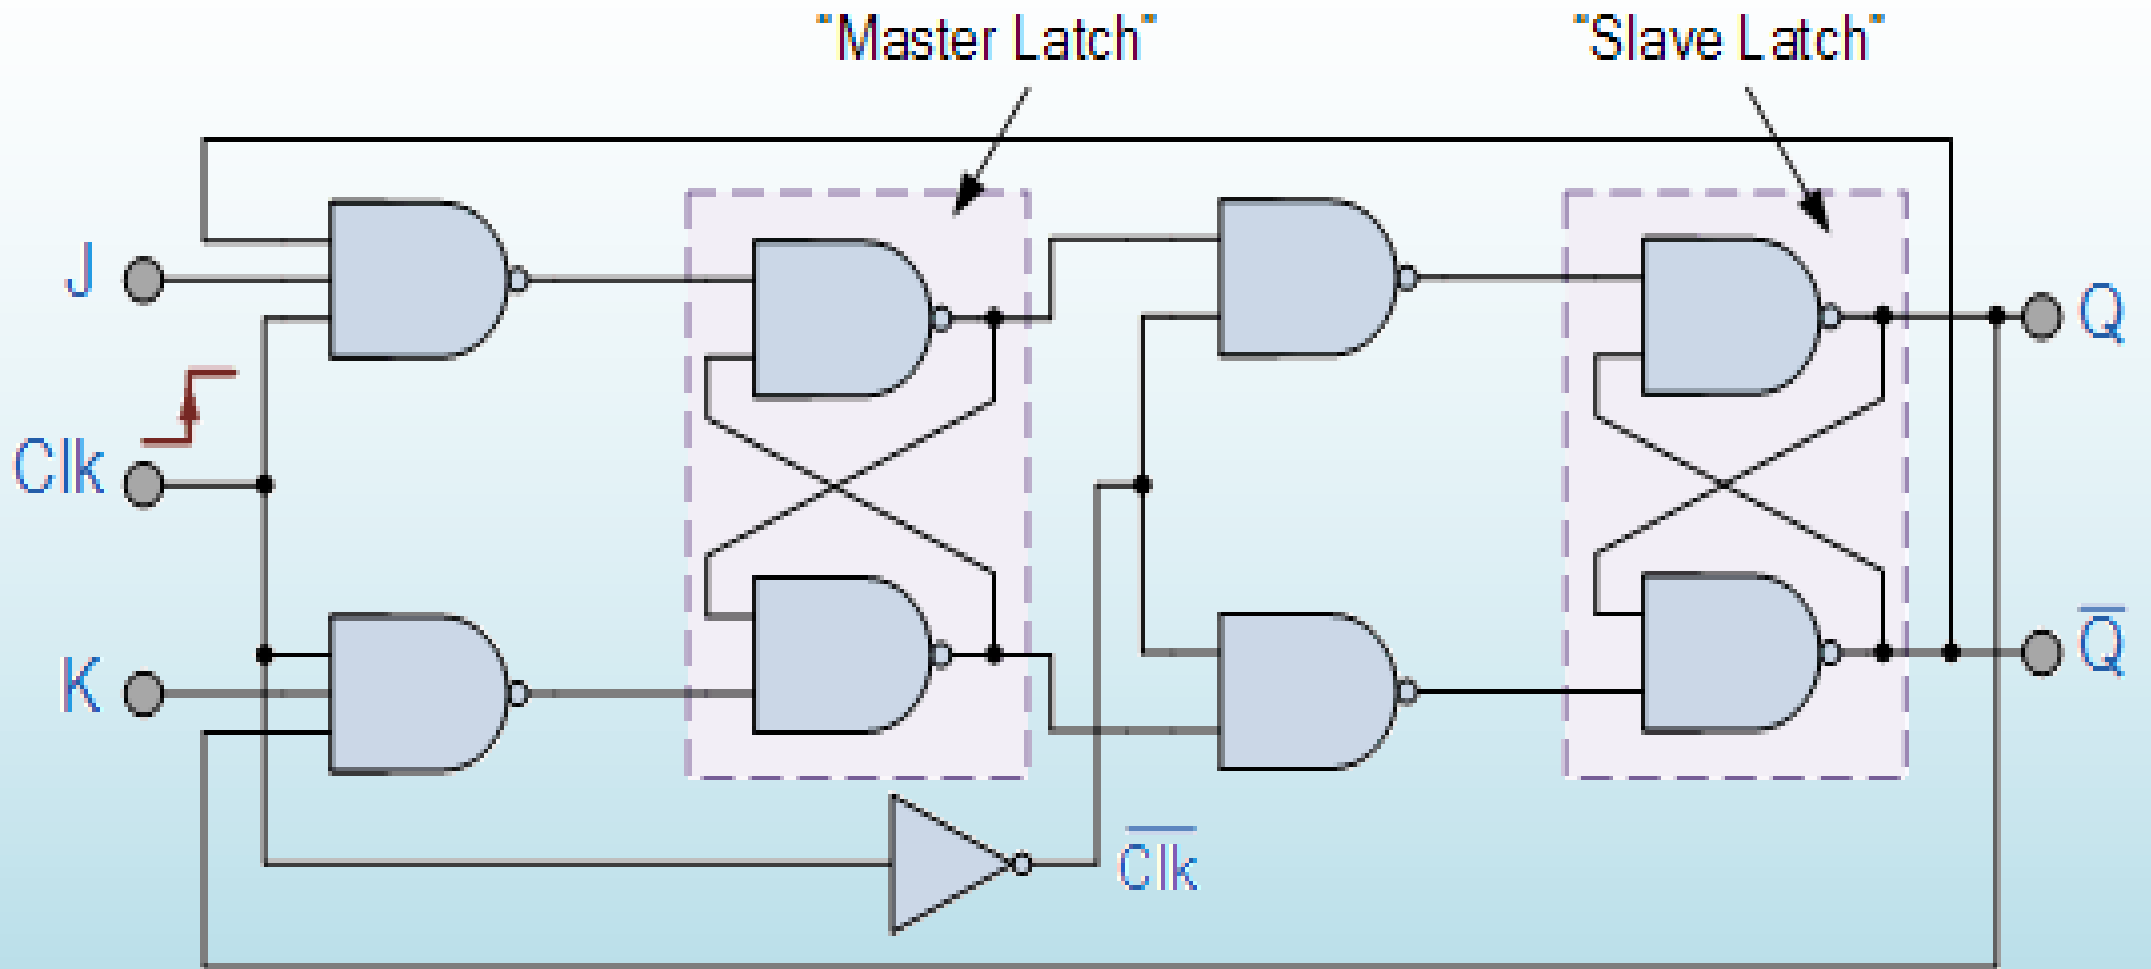 "Master Latch"
"Slave Latch"
J
Q
Clk
K
Q̅
C̅l̅k̅